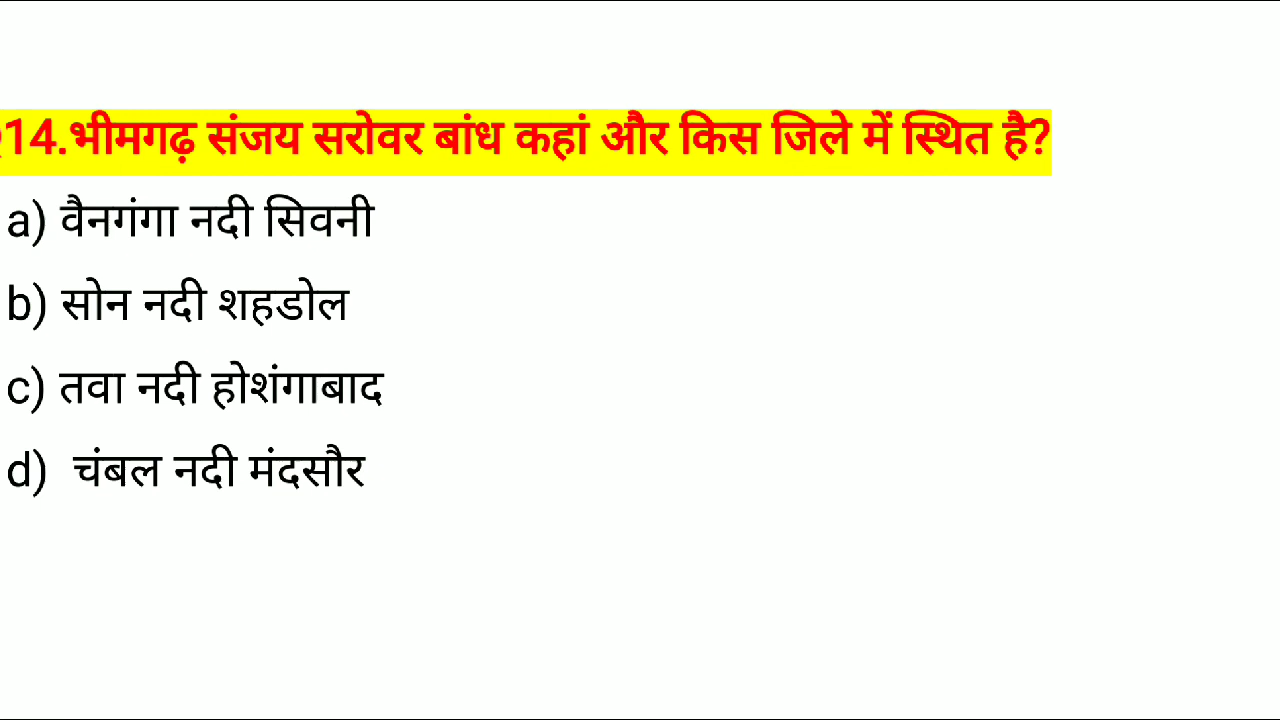 14.भीमगढ़ संजय सरोवर बांध कहां और किस जिले में स्थित है?
a) वैनगंगा नदी सिवनी
b) सोन नदी शहडोल
c) तवा नदी होशंगाबाद
d) चंबल नदी मंदसौर